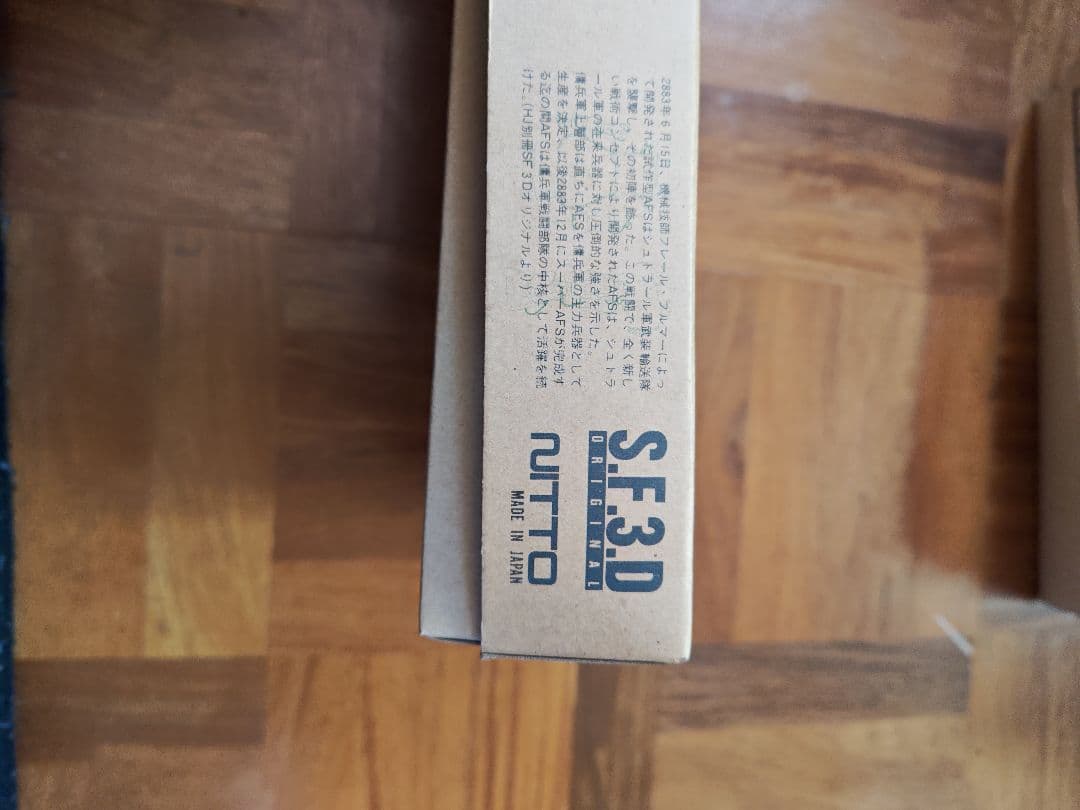 2883年6月15日、機械技師フレール・ブルマーによっ
て開発された試作型AFSはシュトラール軍武装輸送隊
を襲撃し、その初陣を飾った。この戦闘で、全く新し
い戦術コンセプトにより開発されたAFSは、シュトラ
ール軍の在来兵器に対し圧倒的な強さを示した。
傭兵軍上層部は直ちにAFSを傭兵軍の主力兵器として
生産を決定、以後2883年12月にスーパーAFSが完成す
る迄の間AFSは傭兵軍戦闘部隊の中核として活躍を続
けた。(HJ別冊SF3Dオリジナルより)
S.F.3.D
ORIGINAL
NITTO
MADE IN JAPAN